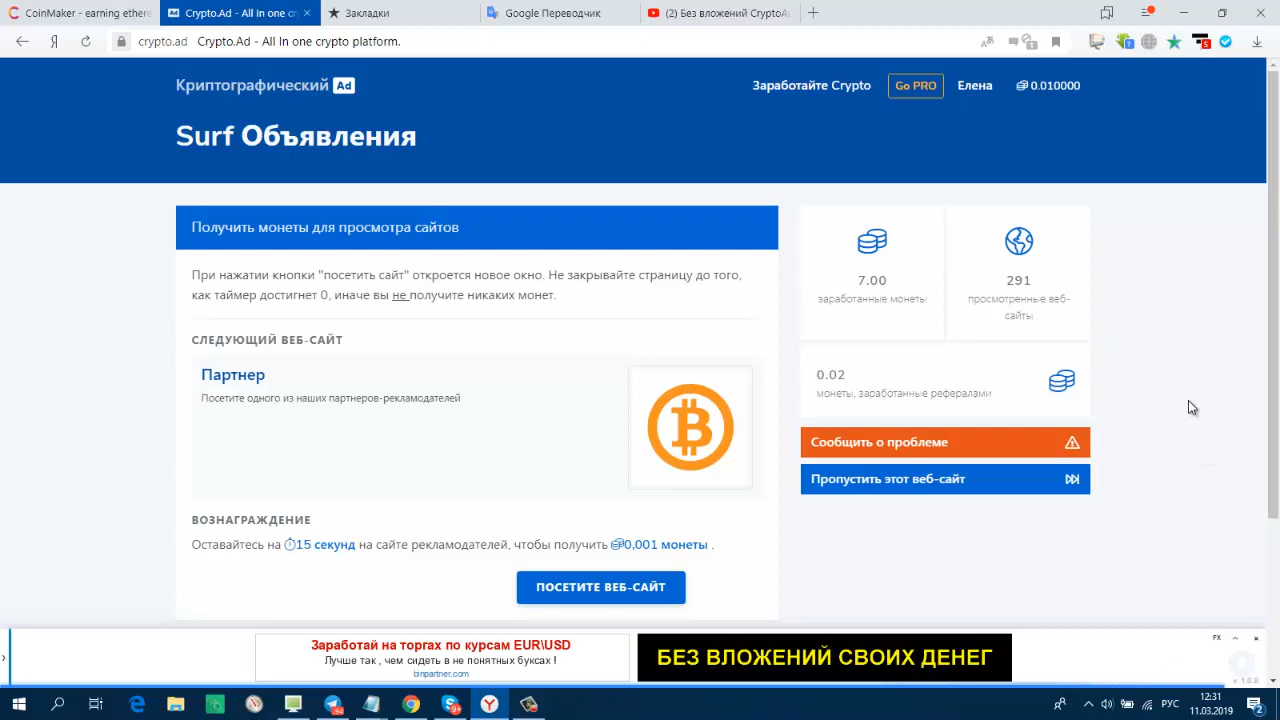 CoinMaker - earning ethere
Crypto.Ad - All In one cr
Закладки
Google Переводчик
(2) Без вложений CryptoA
Я
crypto.ad Crypto.Ad - All In one crypto platform.
Криптографический Ad
Заработайте Crypto
Go PRO
Елена
0.010000
Surf Объявления
Получить монеты для просмотра сайтов
При нажатии кнопки "посетить сайт" откроется новое окно. Не закрывайте страницу до того,
как таймер достигнет 0, иначе вы не получите никаких монет.
СЛЕДУЮЩИЙ ВЕБ-САЙТ
Партнер
Посетите одного из наших партнеров-рекламодателей
ВОЗНАГРАЖДЕНИЕ
Оставайтесь на 15 секунд на сайте рекламодателей, чтобы получить 0,001 монеты .
ПОСЕТИТЕ ВЕБ-САЙТ
7.00
заработанные монеты
291
просмотренные веб-
сайты
0.02
монеты, заработанные рефералами
Сообщить о проблеме
Пропустить этот веб-сайт
Заработай на торгах по курсам EUR\USD
Лучше так , чем сидеть в не понятных буксах !
binpartner.com
БЕЗ ВЛОЖЕНИЙ СВОИХ ДЕНЕГ
FX
v 1.0.8
РУС
12:31
11.03.2019